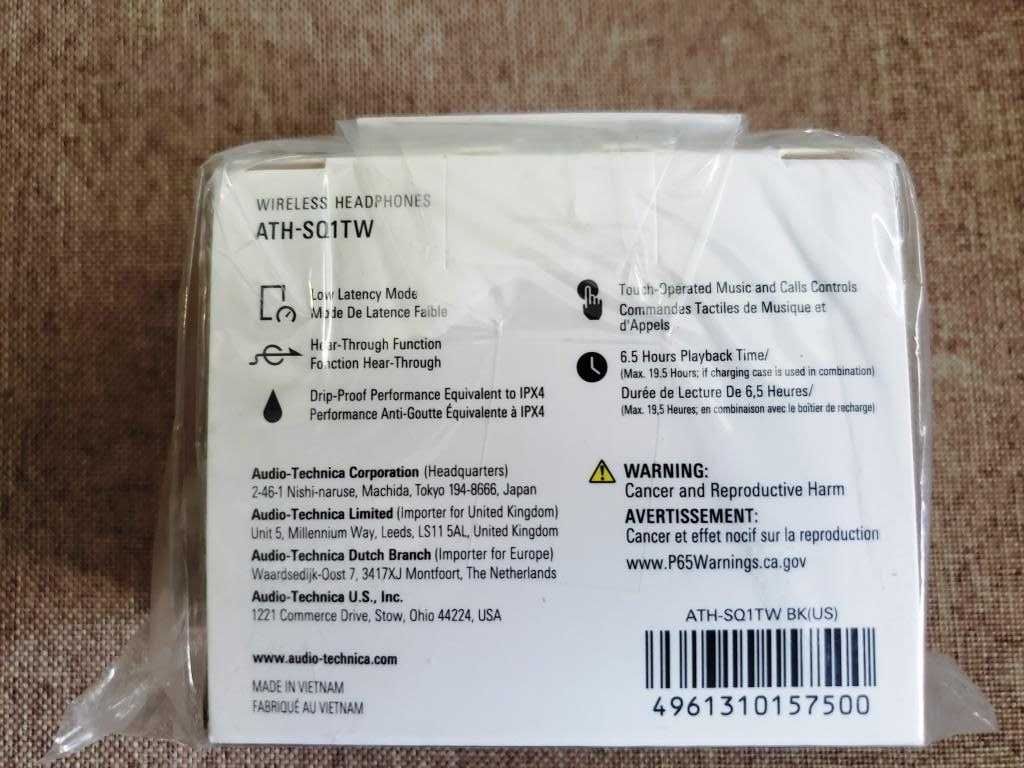 WIRELESS HEADPHONES
ATH-SQ1TW
Low Latency Mode
Mode De Latence Faible
Hear-Through Function
Fonction Hear-Through
Drip-Proof Performance Equivalent to IPX4
Performance Anti-Goutte Équivalente à IPX4
Touch-Operated Music and Calls Controls
Commandes Tactiles de Musique et
d'Appels
6.5 Hours Playback Time/
(Max. 19.5 Hours; if charging case is used in combination)
Durée de Lecture De 6,5 Heures/
(Max. 19,5 Heures; en combinaison avec le boîtier de recharge)
Audio-Technica Corporation (Headquarters)
2-46-1 Nishi-naruse, Machida, Tokyo 194-8666, Japan
Audio-Technica Limited (Importer for United Kingdom)
Unit 5, Millennium Way, Leeds, LS11 5AL, United Kingdom
Audio-Technica Dutch Branch (Importer for Europe)
Waardsedijk-Oost 7, 3417XJ Montfoort, The Netherlands
Audio-Technica U.S., Inc.
1221 Commerce Drive, Stow, Ohio 44224, USA
www.audio-technica.com
MADE IN VIETNAM
FABRIQUÉ AU VIETNAM
WARNING:
Cancer and Reproductive Harm
AVERTISSEMENT:
Cancer et effet nocif sur la reproduction
www.P65Warnings.ca.gov
ATH-SQ1TW BK(US)
4961310157500